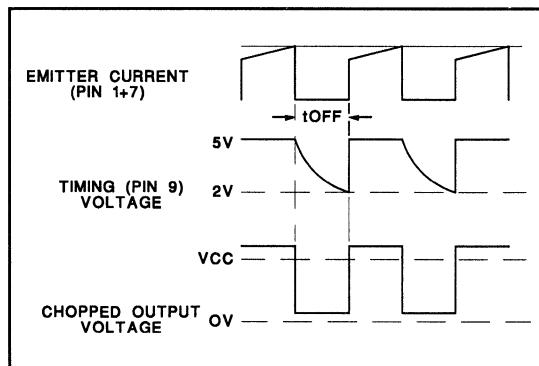 EMITTER CURRENT
(PIN 1+7)
tOFF
5V
TIMING (PIN 9)
VOLTAGE
2V
VCC
CHOPPED OUTPUT
VOLTAGE
OV